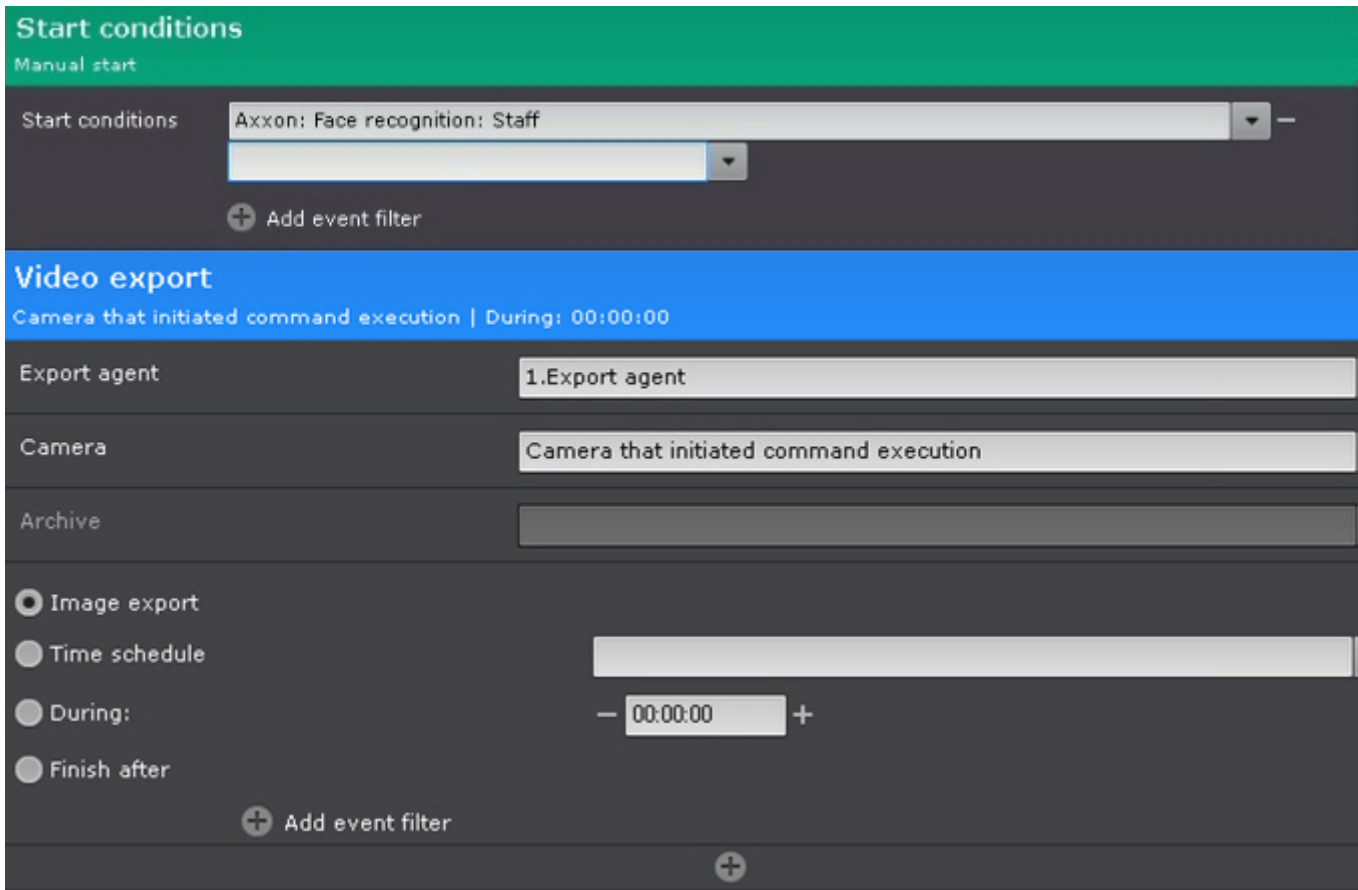 Start conditions
Manual start
Start conditions
Axxon: Face recognition: Staff
Add event filter
Video export
Camera that initiated command execution | During: 00:00:00
Export agent
1.Export agent
Camera
Camera that initiated command execution
Archive
Image export
Time schedule
During:
00:00:00
Finish after
Add event filter